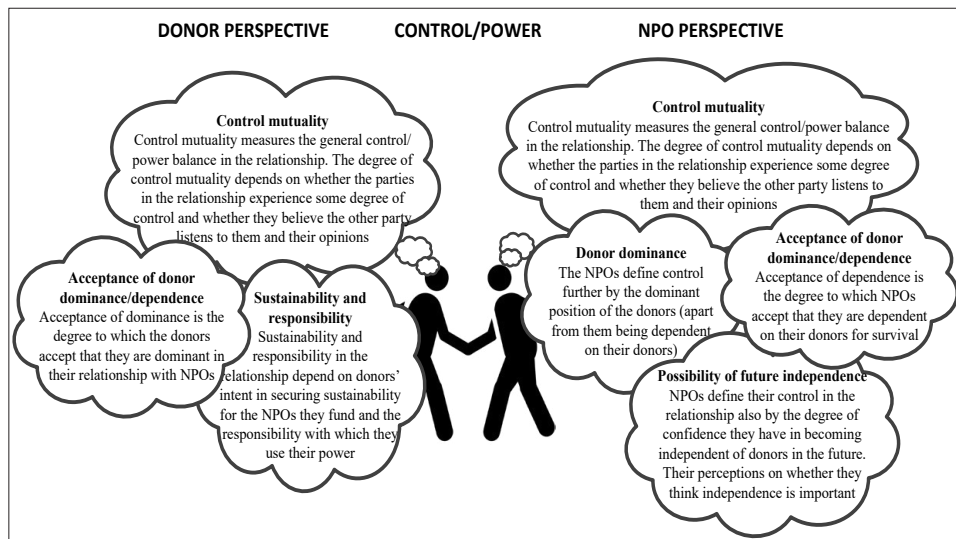 DONOR PERSPECTIVE
CONTROL/POWER
NPO PERSPECTIVE
Control mutuality
Control mutuality measures the general control/
power balance in the relationship. The degree of
control mutuality depends on whether the parties
in the relationship experience some degree of
control and whether they believe the other party
listens to them and their opinions
Acceptance of donor
dominance/dependence
Acceptance of dominance is the
degree to which the donors
accept that they are dominant in
their relationship with NPOs
Sustainability and
responsibility
Sustainability and
responsibility in the
relationship depend on donors'
intent in securing sustainability
for the NPOs they fund and the
responsibility with which they
use their power
Control mutuality
Control mutuality measures the general control/power balance
in the relationship. The degree of control mutuality depends on
whether the parties in the relationship experience some degree
of control and whether they believe the other party listens to
them and their opinions
Donor dominance
The NPOs define control
further by the dominant
position of the donors (apart
from them being dependent
on their donors)
Acceptance of donor
dominance/dependence
Acceptance of dependence is
the degree to which NPOs
accept that they are dependent
on their donors for survival
Possibility of future independence
NPOs define their control in the
relationship also by the degree of
confidence they have in becoming
independent of donors in the future.
Their perceptions on whether they
think independence is important